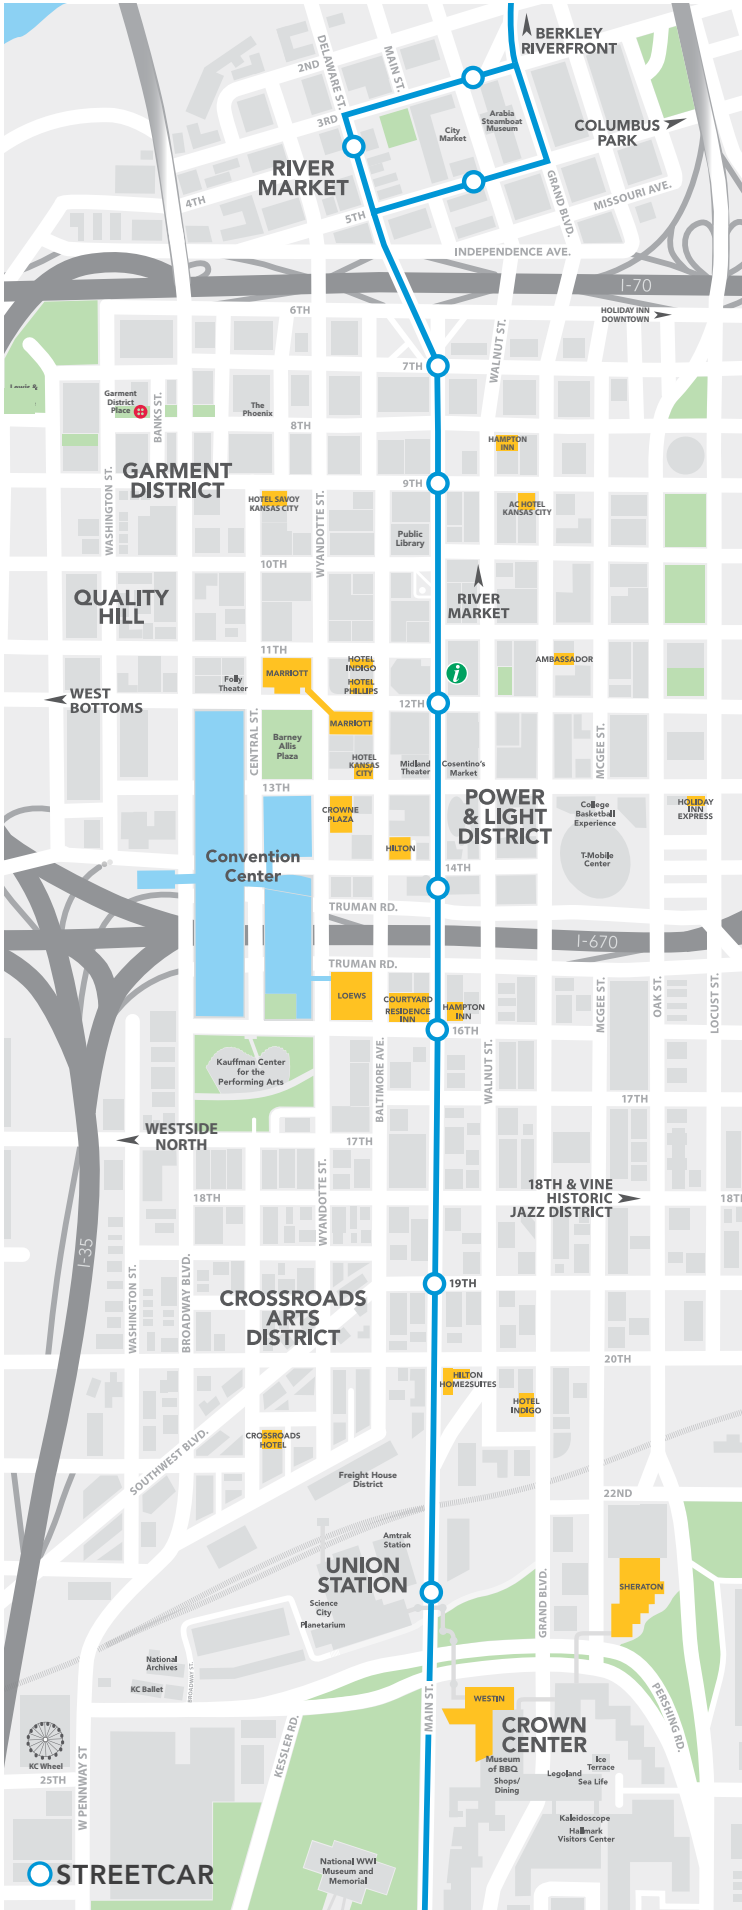 BERKLEY
RIVERFRONT
DELAWARE ST.
MAIN ST.
2ND
3RD
Arabia
Steamboat
Museum
City
Market
COLUMBUS
PARK
RIVER
MARKET
4TH
5TH
GRAND BLVD.
MISSOURI AVE.
INDEPENDENCE AVE.
I-70
6TH
HOLIDAY INN
DOWNTOWN
WALNUT ST.
7TH
Garment
District
Place
BANKS ST.
The
Phoenix
8TH
HAMPTON
INN
GARMENT
DISTRICT
WASHINGTON ST.
9TH
HOTEL SAVOY
KANSAS CITY
WYANDOTTE ST.
AC HOTEL
KANSAS CITY
Public
Library
10TH
QUALITY
HILL
RIVER
MARKET
11TH
HOTEL
INDIGO
AMBASSADOR
MARRIOTT
Folly
Theater
HOTEL
PHILLIPS
i
WEST
BOTTOMS
12TH
CENTRAL ST.
MARRIOTT
Barney
Allis
Plaza
MCGEE ST.
HOTEL
KANSAS
CITY
Midland
Theater
Cosentino's
Market
13TH
POWER
& LIGHT
DISTRICT
CROWNE
PLAZA
College
Basketball
Experience
HOLIDAY
INN
EXPRESS
HILTON
Convention
Center
T-Mobile
Center
14TH
TRUMAN RD.
I-670
TRUMAN RD.
LOEWS
COURTYARD
RESIDENCE
INN
HAMPTON
INN
MCGEE ST.
OAK ST.
LOCUST ST.
16TH
BALTIMORE AVE.
WALNUT ST.
Kauffman Center
for the
Performing Arts
17TH
WESTSIDE
NORTH
17TH
WYANDOTTE ST.
18TH & VINE
HISTORIC
JAZZ DISTRICT
18TH
18TH
I-35
WASHINGTON ST.
BROADWAY BLVD.
19TH
CROSSROADS
ARTS
DISTRICT
20TH
HILTON
HOME2SUITES
HOTEL
INDIGO
CROSSROADS
HOTEL
SOUTHWEST BLVD.
Freight House
District
22ND
Amtrak
Station
UNION
STATION
SHERATON
Science
City
Planetarium
GRAND BLVD.
National
Archives
KC Ballet
BROADWAY ST.
PERSHING RD.
MAIN ST.
WESTIN
KESSLER RD.
CROWN
CENTER
KC Wheel
25TH
W PENNWAY ST
Museum
of BBQ
Shops/
Dining
Ice
Terrace
Legoland
Sea Life
Kaleidoscope
Hallmark
Visitors Center
National WWI
Museum and
Memorial
STREETCAR